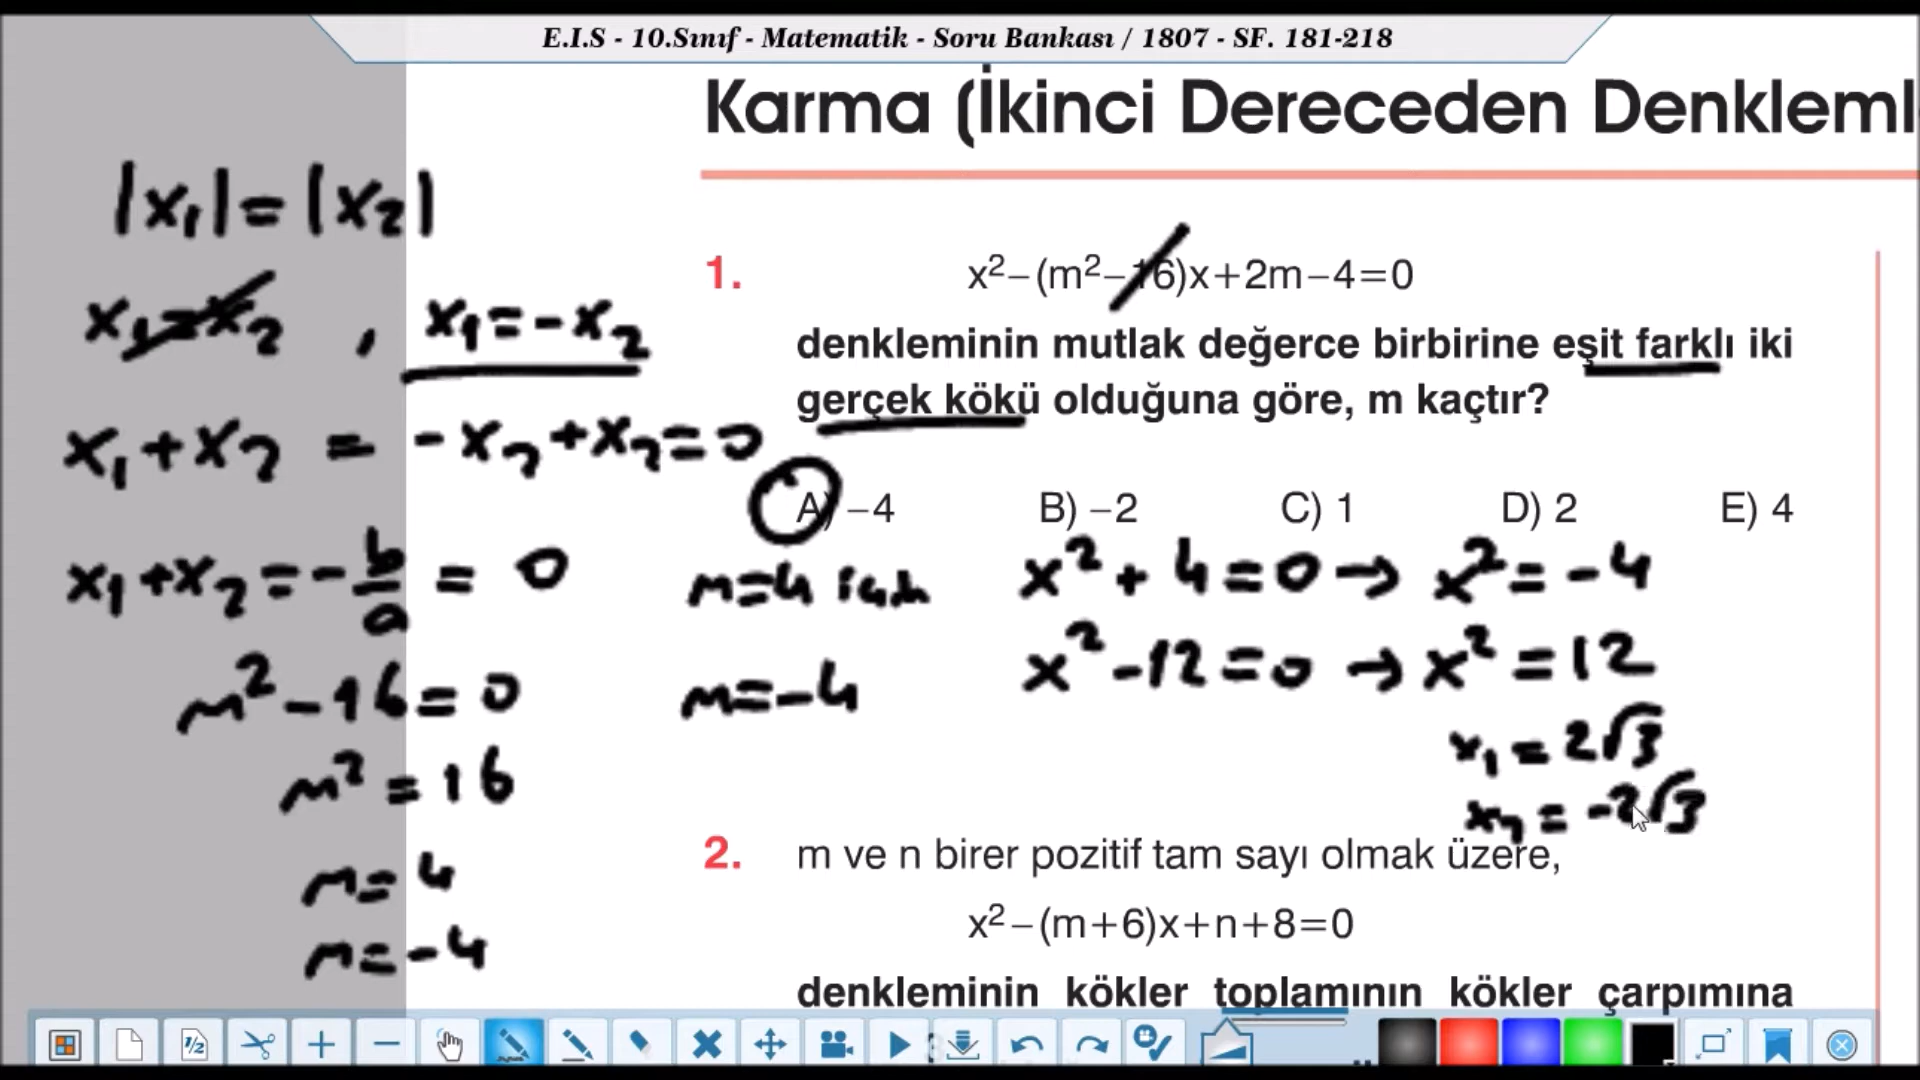 E.I.S - 10.Sınıf - Matematik - Soru Bankası / 1807 - SF. 181-218
Karma (İkinci Dereceden Denkleml
|x₁|=|x₂|
x₁=x₂ , x₁=-x₂
x₁+x₂ = -x₂+x₂=0
x₁+x₂=-b/a = 0
m²-16=0
m²=16
m=4
m=-4
1.
x²−(m²−16)x+2m−4=0
denkleminin mutlak değerce birbirine eşit farklı iki
gerçek kökü olduğuna göre, m kaçtır?
A) −4 B) −2 C) 1 D) 2 E) 4
m=4 için x²+4=0→ x²=-4
m=-4 x²-12=0 → x²=12
x₁=2√3
x₂=-2√3
2. m ve n birer pozitif tam sayı olmak üzere,
x²−(m+6)x+n+8=0
denkleminin kökler toplamının kökler çarpımına
1/2